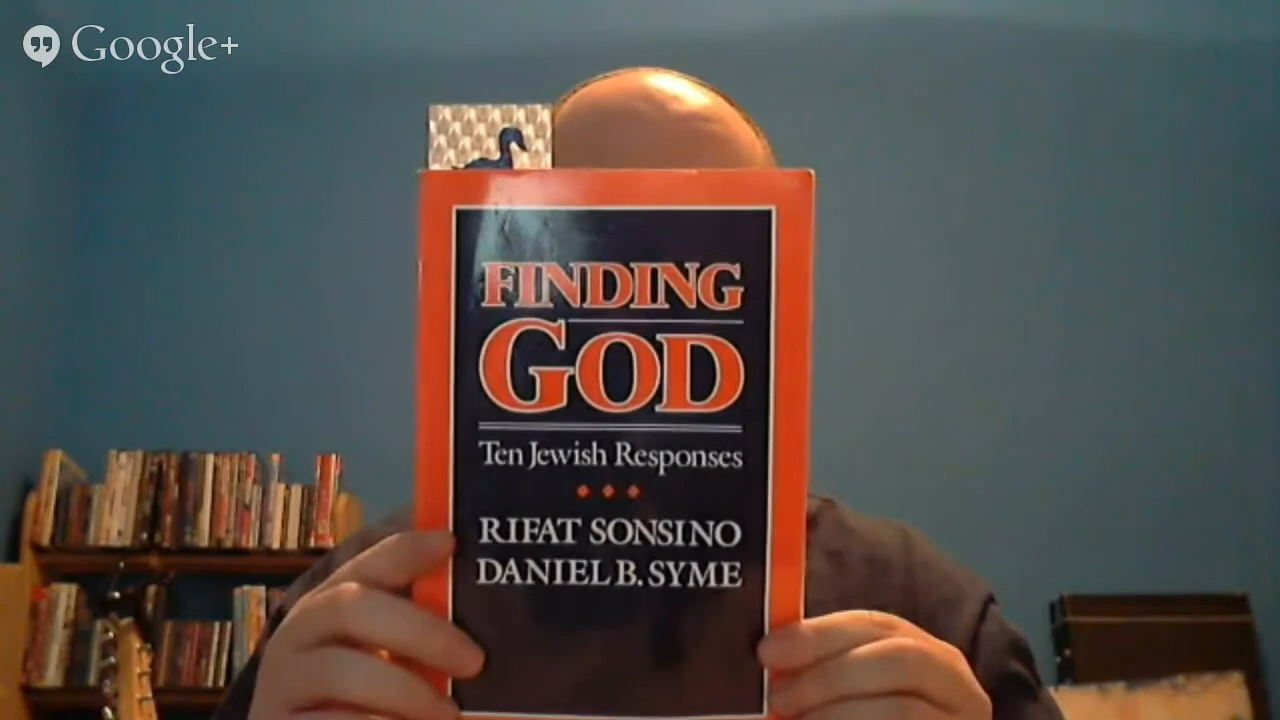 Google+
FINDING
GOD
Ten Jewish Responses
RIFAT SONSINO
DANIEL B. SYME